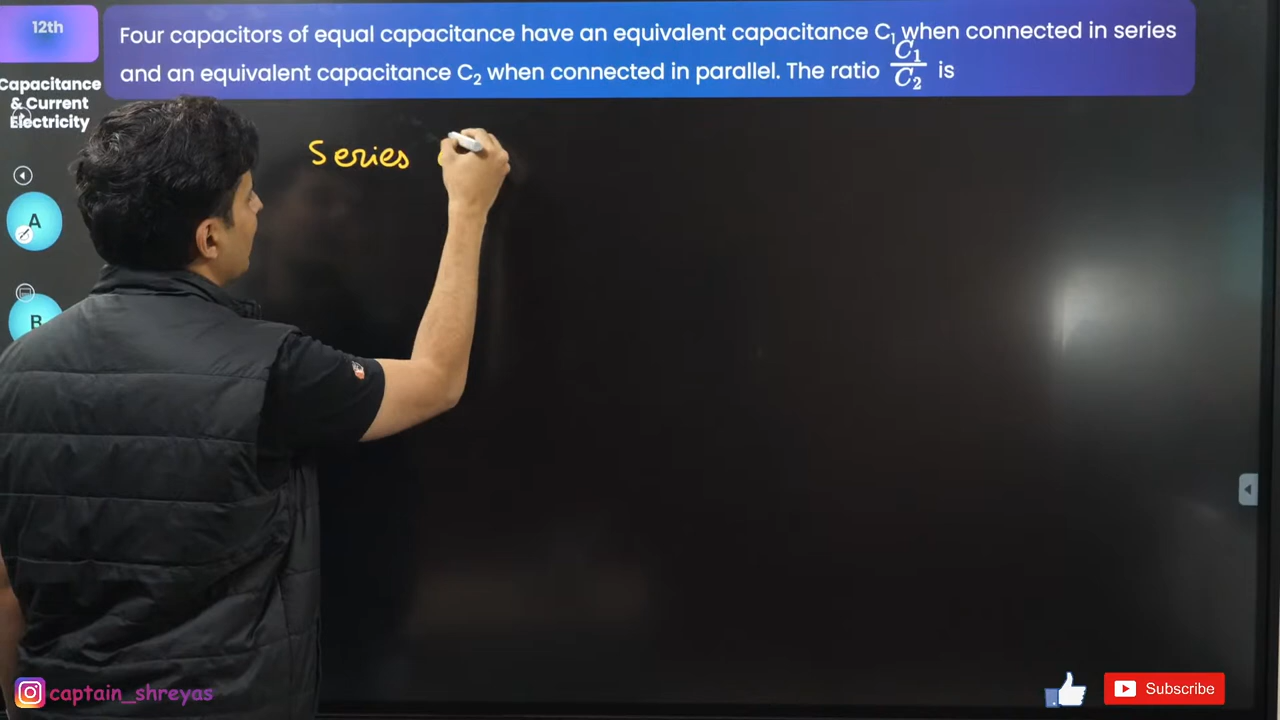 12th
Four capacitors of equal capacitance have an equivalent capacitance C₁ when connected in series
and an equivalent capacitance C₂ when connected in parallel. The ratio C₁/C₂ is
Capacitance
& Current
Electricity
Series
A
B
captain_shreyas
Subscribe